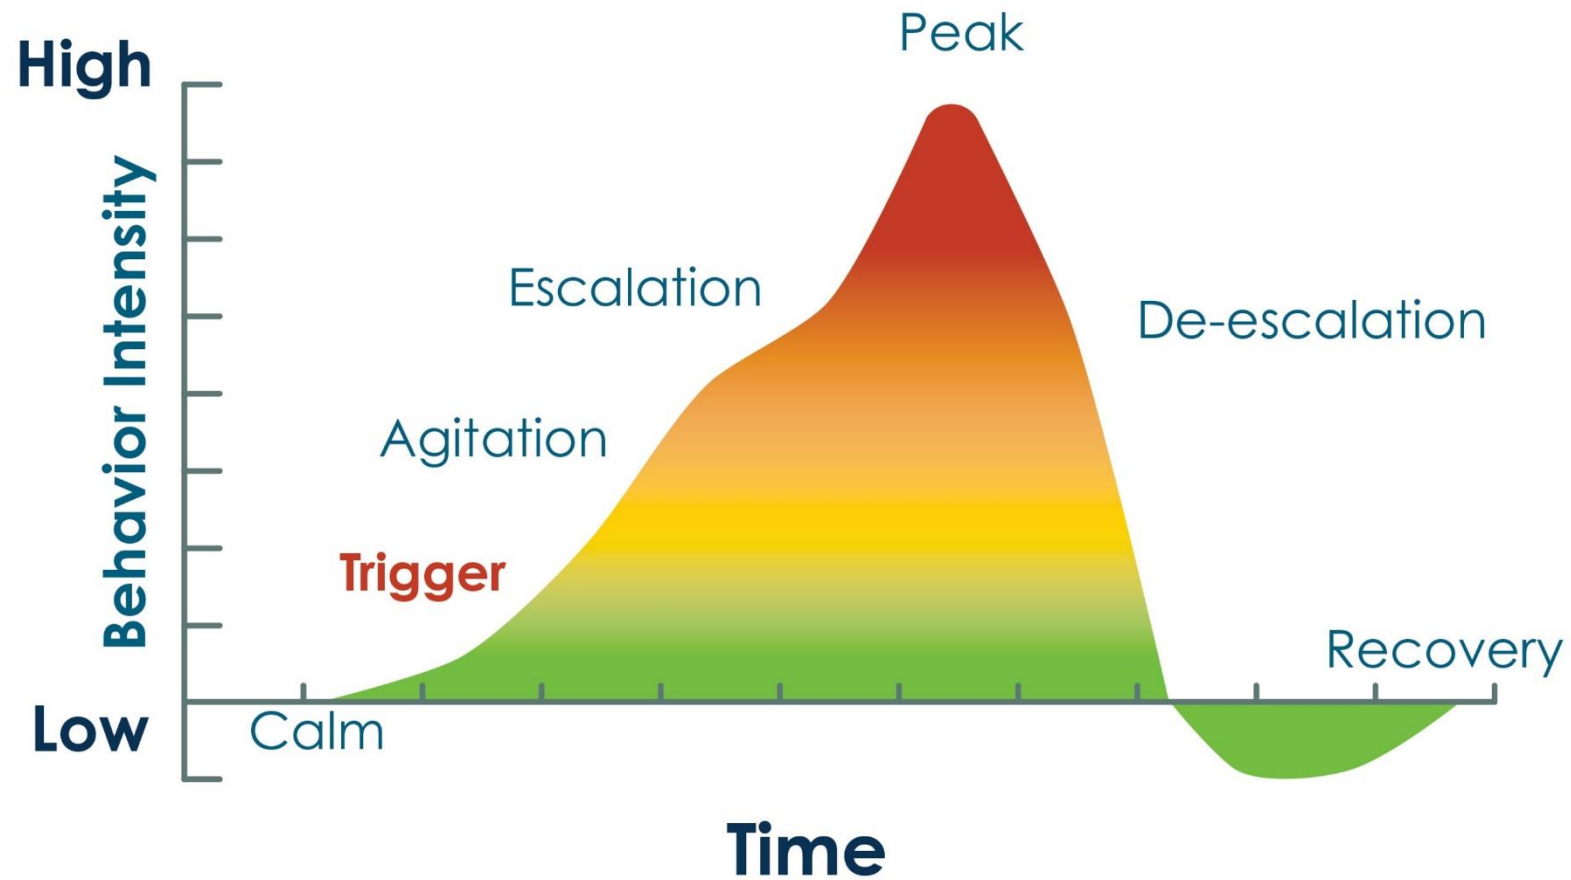 Peak
High
Behavior Intensity
Escalation
De-escalation
Agitation
Trigger
Recovery
Low
Calm
Time